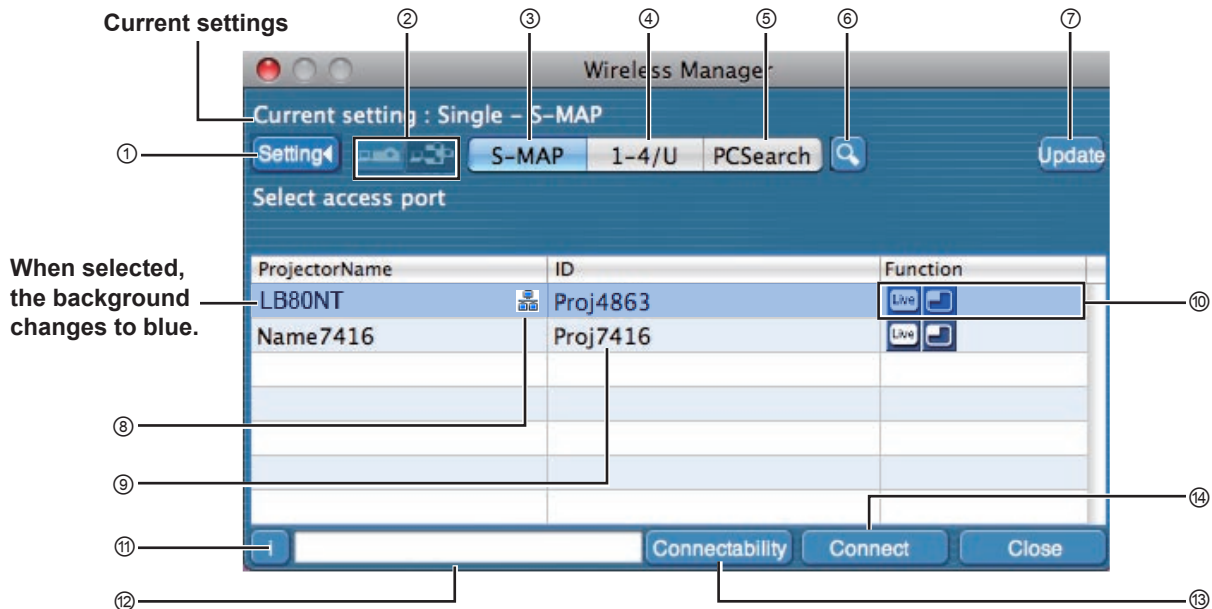 Current settings
② ③ ④ ⑤ ⑥ ⑦
Wireless Manager
Current setting : Single – S-MAP
① Setting S-MAP 1-4/U PCSearch Update
Select access port
When selected,
the background
changes to blue.
ProjectorName ID Function
LB80NT Proj4863 Live ⑩
Name7416 Proj7416 Live
⑧
⑨
⑭
⑪ i Connectability Connect Close
⑫ ⑬